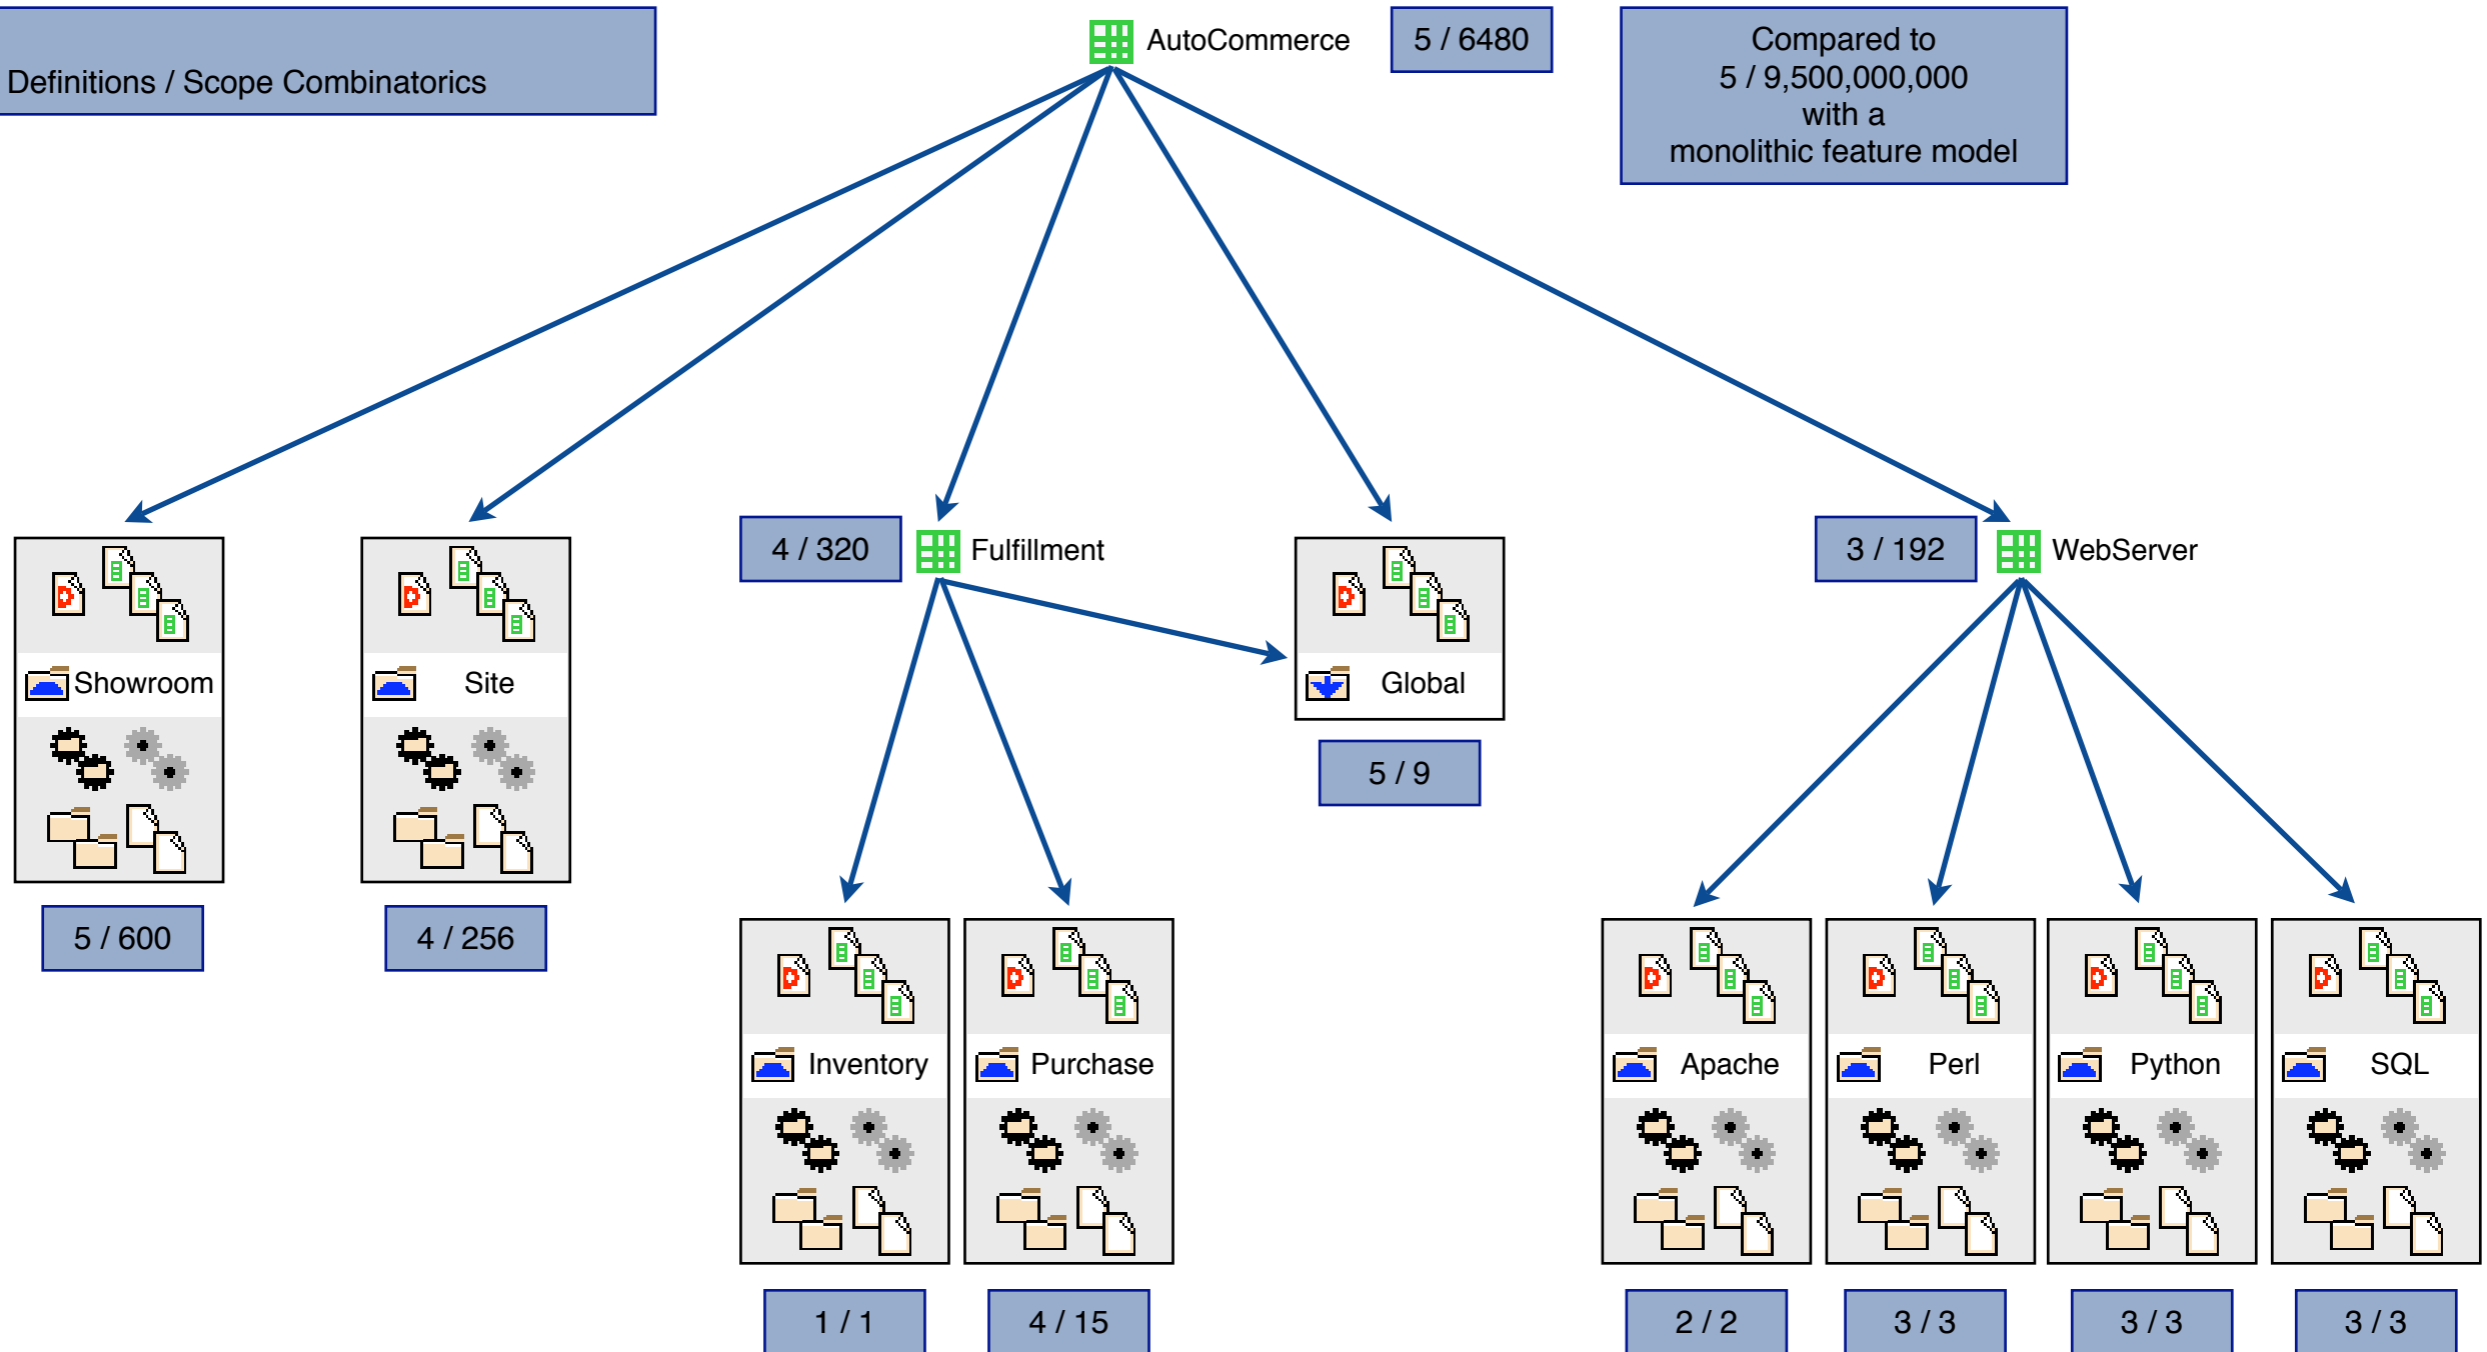 AutoCommerce
5 / 6480
Compared to
5 / 9,500,000,000
with a
monolithic feature model
Definitions / Scope Combinatorics
4 / 320
Fulfillment
3 / 192
WebServer
Showroom
Site
Global
5 / 9
5 / 600
4 / 256
Inventory
Purchase
Apache
Perl
Python
SQL
1 / 1
4 / 15
2 / 2
3 / 3
3 / 3
3 / 3